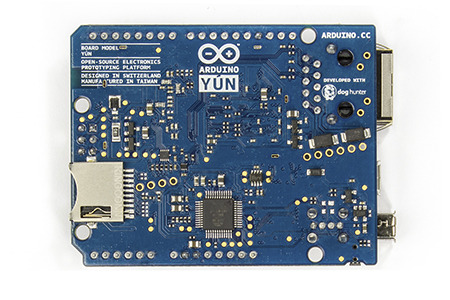 BOARD MODEL
YÚN
OPEN-SOURCE ELECTRONICS
PROTOTYPING PLATFORM
DESIGNED IN SWITZERLAND
MANUFACTURED IN TAIWAN
ARDUINO
YÚN
ARDUINO.CC
DEVELOPED WITH
dog hunter